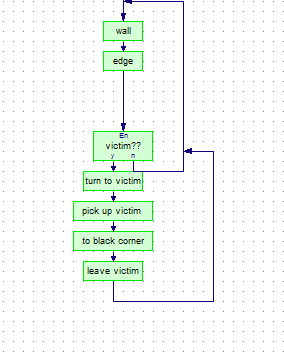 wall
edge
En
victim??
y n
turn to victim
pick up victim
to black corner
leave victim